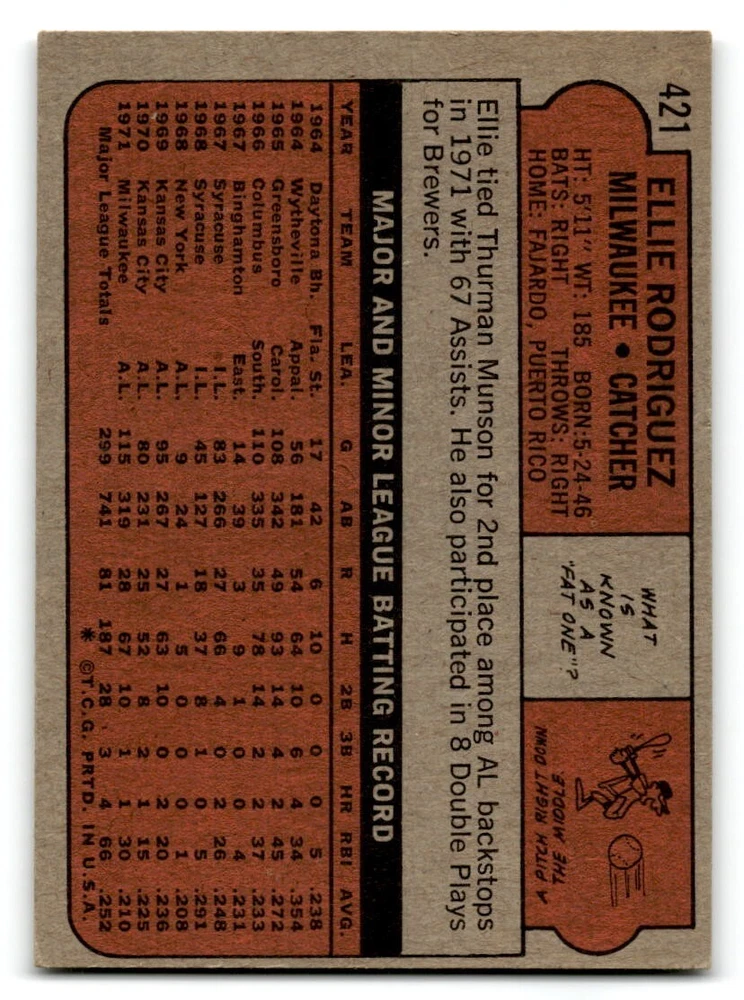 421
ELLIE RODRIGUEZ
MILWAUKEE • CATCHER
HT: 5'11" WT: 185 BORN:5-24-46
BATS: RIGHT THROWS: RIGHT
HOME: FAJARDO, PUERTO RICO
WHAT
IS
KNOWN
AS A
"FAT ONE"?
A PITCH RIGHT DOWN
THE MIDDLE
Ellie tied Thurman Munson for 2nd place among AL backstops
in 1971 with 67 Assists. He also participated in 8 Double Plays
for Brewers.
MAJOR AND MINOR LEAGUE BATTING RECORD
YEAR TEAM LEA. G AB R H 2B 3B HR RBI AVG.
1964 Daytona Bh. Fla. St. 17 42 6 10 0 0 0 5 .238
1964 Wytheville Appal. 56 181 54 64 10 6 4 34 .354
1965 Greensboro Carol. 108 342 49 93 14 4 2 45 .272
1966 Columbus South. 110 335 35 78 14 2 2 37 .233
1967 Binghamton East. 14 39 3 9 1 0 0 4 .231
1967 Syracuse I.L. 83 266 27 66 4 0 2 26 .248
1968 Syracuse I.L. 45 127 18 37 8 1 0 5 .291
1968 New York A.L. 9 24 1 5 0 0 0 1 .208
1969 Kansas City A.L. 95 267 27 63 10 0 2 20 .236
1970 Kansas City A.L. 80 231 25 52 8 2 1 15 .225
1971 Milwaukee A.L. 115 319 28 67 10 1 1 30 .210
Major League Totals 299 741 81 187 28 3 4 66 .252
* ©T.C.G. PRTD. IN U.S.A.